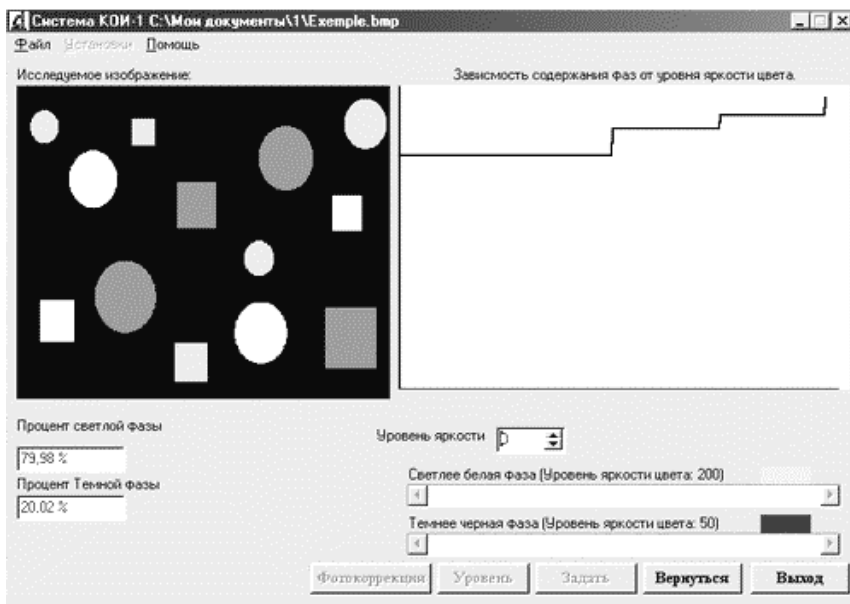 Система КОИ-1 C:\Мои документы\1\Exemple.bmp
Файл Установки Помощь
Исследуемое изображение:
Зависмость содержания фаз от уровня яркости цвета.
Процент светлой фазы
79,98 %
Процент Темной фазы
20.02 %
Уровень яркости
Светлее белая фаза (Уровень яркости цвета: 200)
Темнее черная фаза (Уровень яркости цвета: 50)
Фотокоррекция Уровень Задать Вернуться Выход